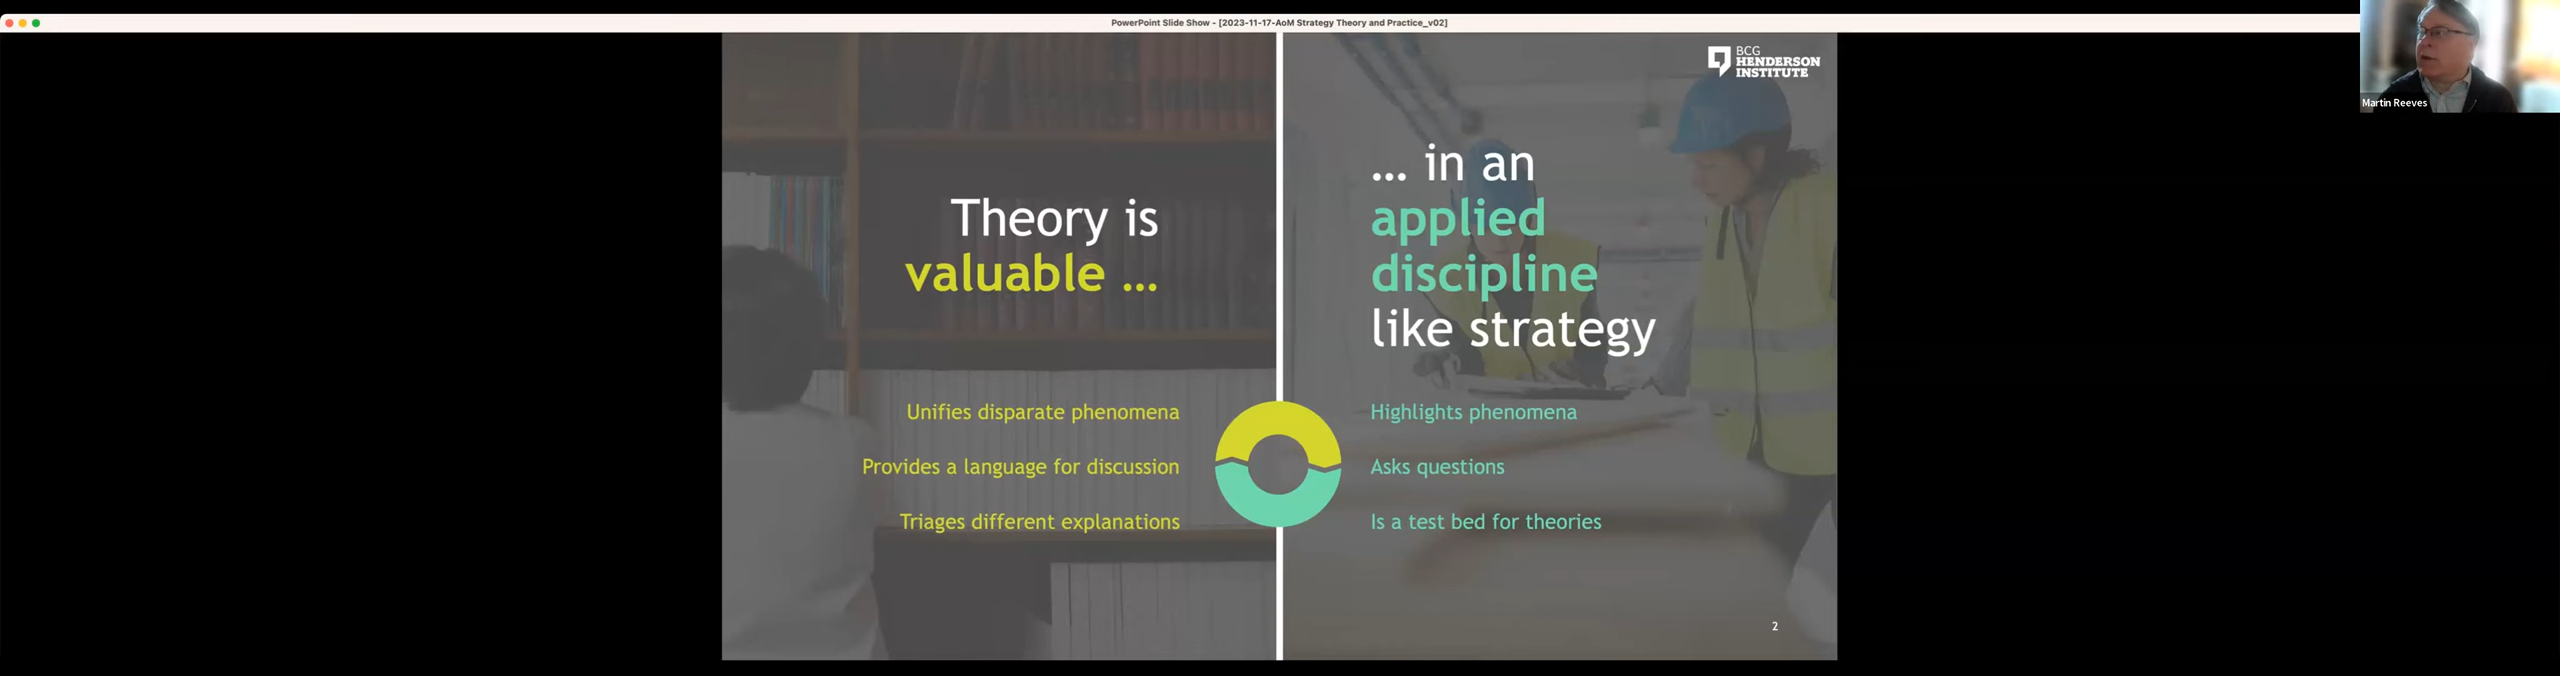 PowerPoint Slide Show - [2023-11-17-AoM Strategy Theory and Practice_v02]
Martin Reeves
BCG
HENDERSON
INSTITUTE
Theory is
valuable ...
... in an
applied
discipline
like strategy
Unifies disparate phenomena
Provides a language for discussion
Triages different explanations
Highlights phenomena
Asks questions
Is a test bed for theories
2